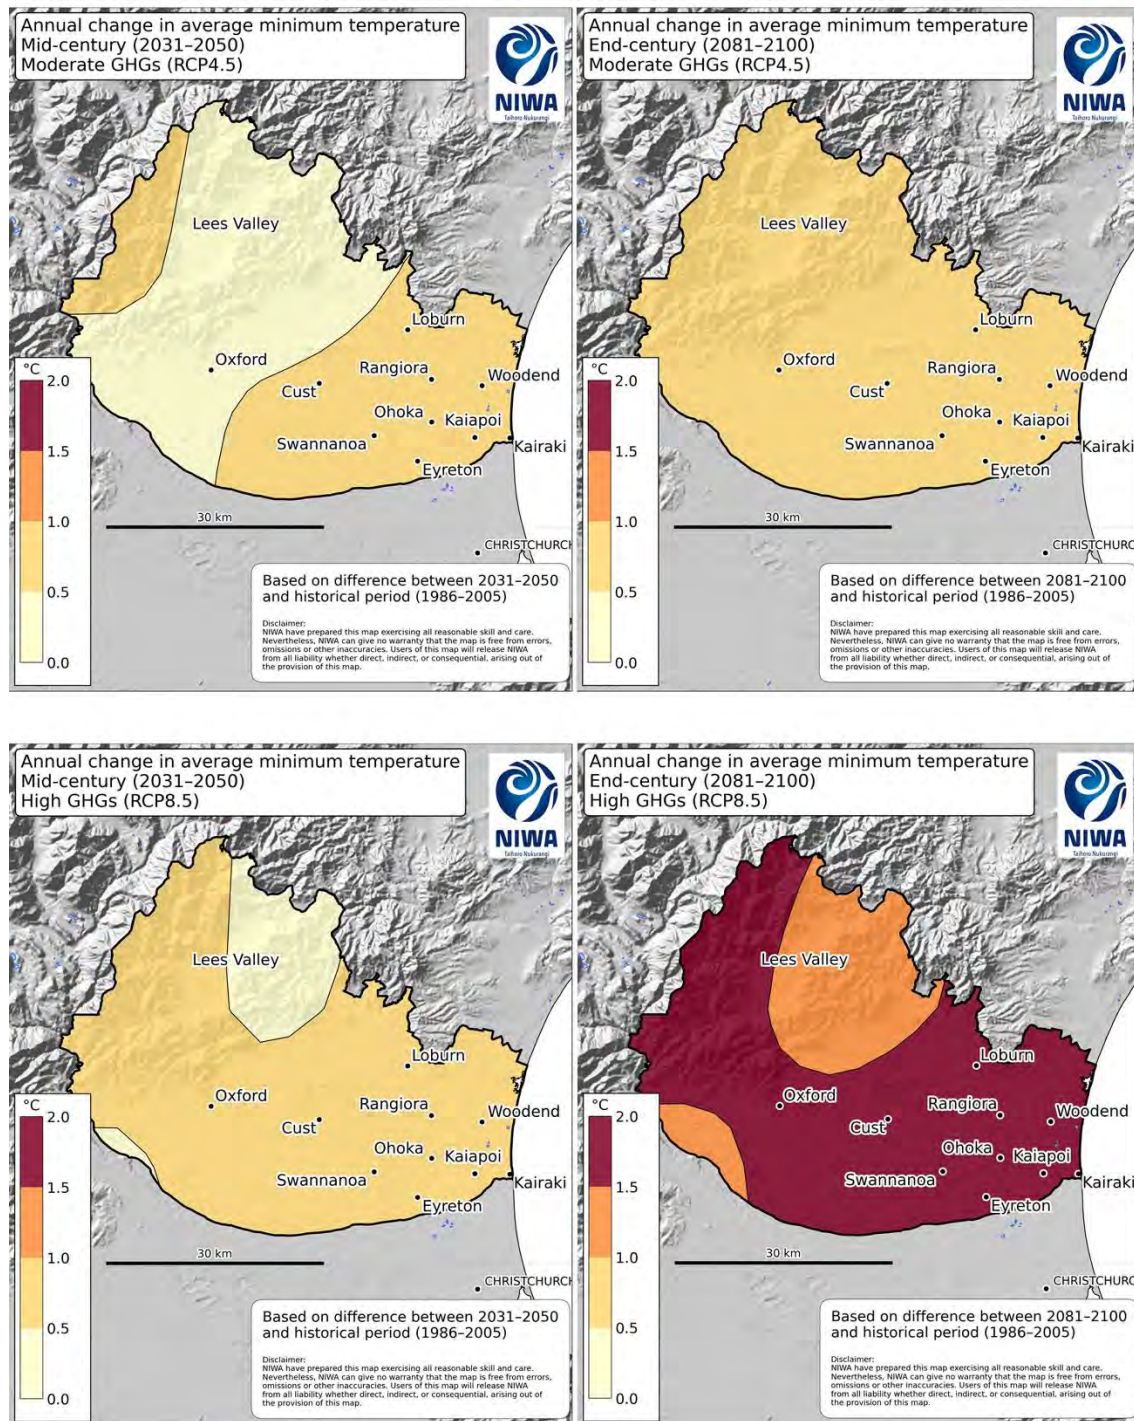 Annual change in average minimum temperature
Mid-century (2031–2050)
Moderate GHGs (RCP4.5)
NIWA
Taihoro Nukurangi
Lees Valley
Loburn
Oxford
Rangiora
Woodend
Cust
Ohoka
Kaiapoi
Swannanoa
Kairaki
Eyreton
°C
2.0
1.5
1.0
0.5
0.0
30 km
CHRISTCHURC
Based on difference between 2031–2050
and historical period (1986–2005)
Disclaimer:
NIWA have prepared this map exercising all reasonable skill and care.
Nevertheless, NIWA can give no warranty that the map is free from errors,
omissions or other inaccuracies. Users of this map will release NIWA
from all liability whether direct, indirect, or consequential, arising out of
the provision of this map.
Annual change in average minimum temperature
End-century (2081–2100)
Moderate GHGs (RCP4.5)
NIWA
Taihoro Nukurangi
Lees Valley
Loburn
Oxford
Rangiora
Woodend
Cust
Ohoka
Kaiapoi
Swannanoa
Kairaki
Eyreton
°C
2.0
1.5
1.0
0.5
0.0
30 km
CHRISTCHURC
Based on difference between 2081–2100
and historical period (1986–2005)
Disclaimer:
NIWA have prepared this map exercising all reasonable skill and care.
Nevertheless, NIWA can give no warranty that the map is free from errors,
omissions or other inaccuracies. Users of this map will release NIWA
from all liability whether direct, indirect, or consequential, arising out of
the provision of this map.
Annual change in average minimum temperature
Mid-century (2031–2050)
High GHGs (RCP8.5)
NIWA
Taihoro Nukurangi
Lees Valley
Loburn
Oxford
Rangiora
Woodend
Cust
Ohoka
Kaiapoi
Swannanoa
Kairaki
Eyreton
°C
2.0
1.5
1.0
0.5
0.0
30 km
CHRISTCHURC
Based on difference between 2031–2050
and historical period (1986–2005)
Disclaimer:
NIWA have prepared this map exercising all reasonable skill and care.
Nevertheless, NIWA can give no warranty that the map is free from errors,
omissions or other inaccuracies. Users of this map will release NIWA
from all liability whether direct, indirect, or consequential, arising out of
the provision of this map.
Annual change in average minimum temperature
End-century (2081–2100)
High GHGs (RCP8.5)
NIWA
Taihoro Nukurangi
Lees Valley
Loburn
Oxford
Rangiora
Woodend
Cust
Ohoka
Kaiapoi
Swannanoa
Kairaki
Eyreton
°C
2.0
1.5
1.0
0.5
0.0
30 km
CHRISTCHURC
Based on difference between 2081–2100
and historical period (1986–2005)
Disclaimer:
NIWA have prepared this map exercising all reasonable skill and care.
Nevertheless, NIWA can give no warranty that the map is free from errors,
omissions or other inaccuracies. Users of this map will release NIWA
from all liability whether direct, indirect, or consequential, arising out of
the provision of this map.